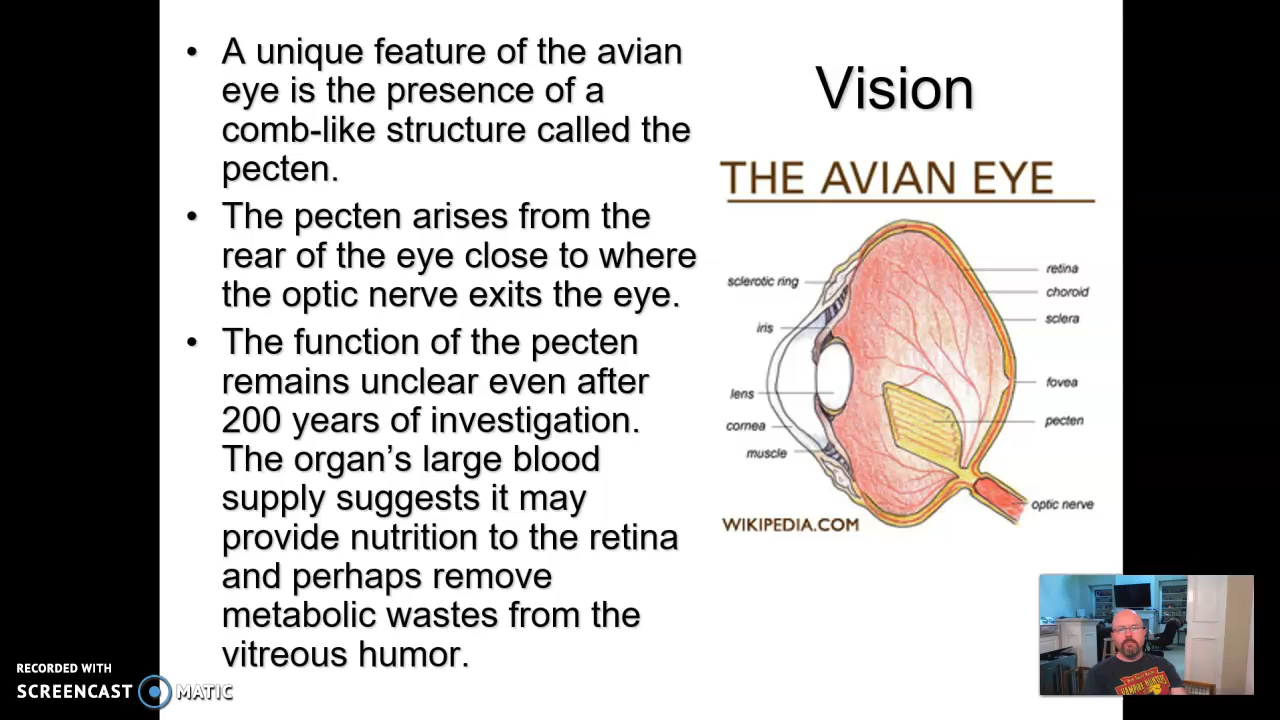 • A unique feature of the avian
eye is the presence of a
comb-like structure called the
pecten.
• The pecten arises from the
rear of the eye close to where
the optic nerve exits the eye.
• The function of the pecten
remains unclear even after
200 years of investigation.
The organ's large blood
supply suggests it may
provide nutrition to the retina
and perhaps remove
metabolic wastes from the
vitreous humor.
Vision
THE AVIAN EYE
sclerotic ring
iris
lens
cornea
muscle
retina
choroid
sclera
fovea
pecten
optic nerve
WIKIPEDIA.COM
RECORDED WITH
SCREENCAST MATIC